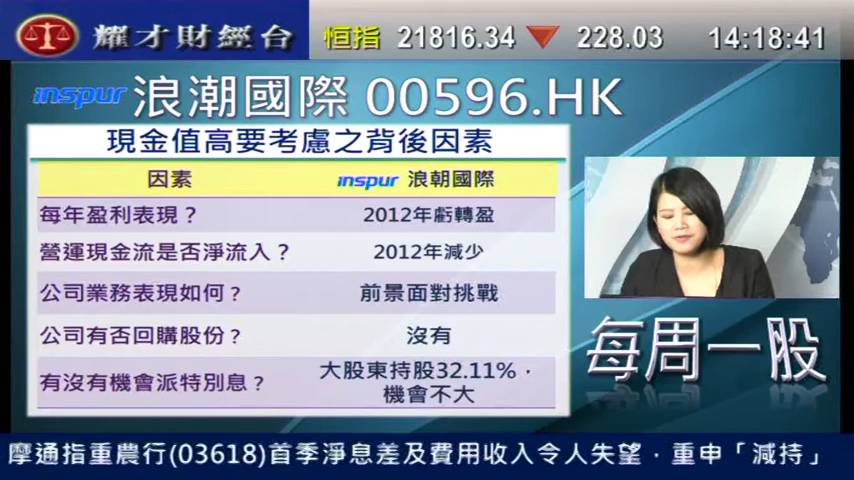 耀才財經台
恒指 21816.34 228.03 14:18:41
inspur 浪潮國際 00596.HK
現金值高要考慮之背後因素
因素 inspur 浪朝國際
每年盈利表現？ 2012年虧轉盈
營運現金流是否淨流入？ 2012年減少
公司業務表現如何？ 前景面對挑戰
公司有否回購股份？ 沒有
有沒有機會派特別息？ 大股東持股32.11%，
機會不大
每周一股
摩通指重農行(03618)首季淨息差及費用收入令人失望．重申「減持」